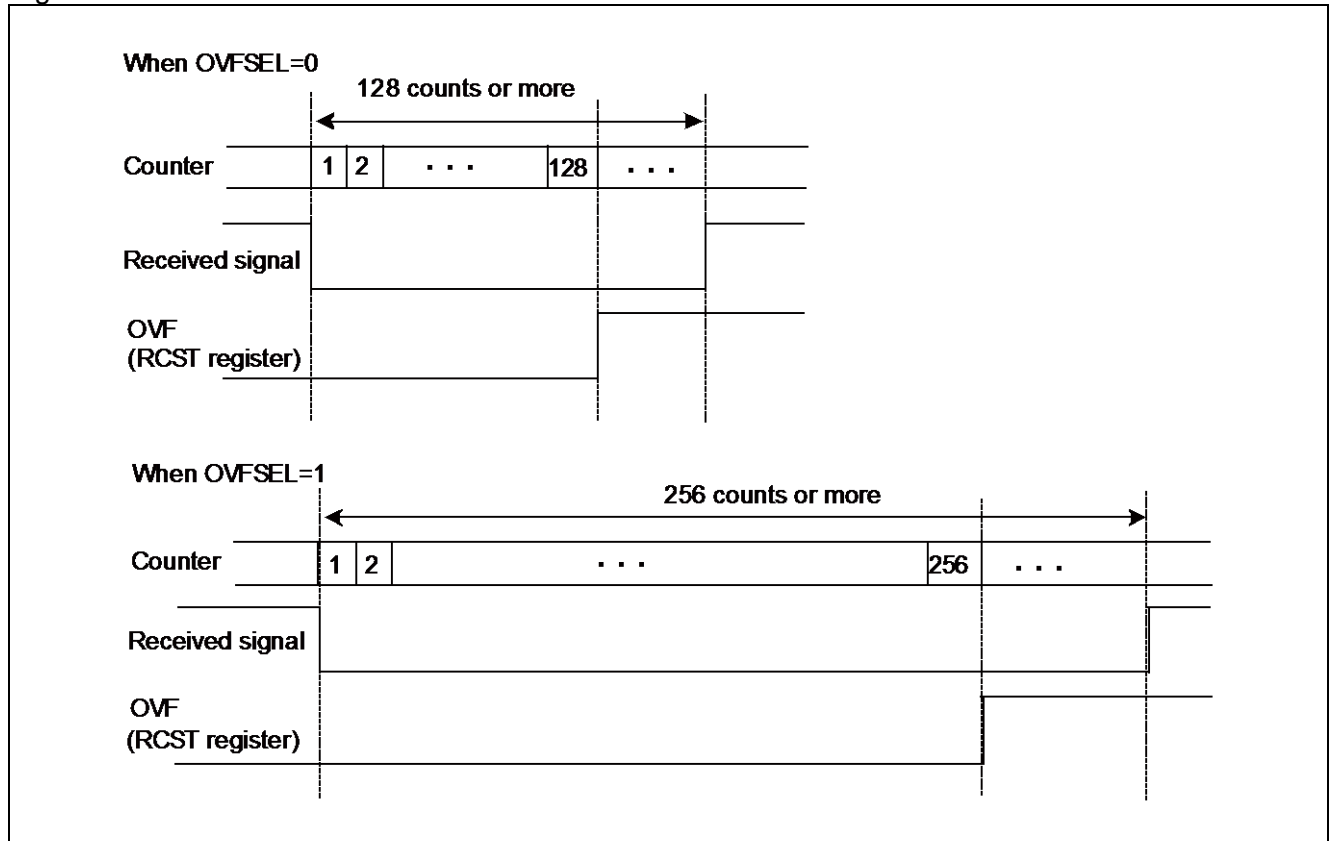 When OVFSEL=0
128 counts or more
Counter 1 2 · · · 128 · · ·
Received signal
OVF
(RCST register)
When OVFSEL=1
256 counts or more
Counter 1 2 · · · 256 · · ·
Received signal
OVF
(RCST register)